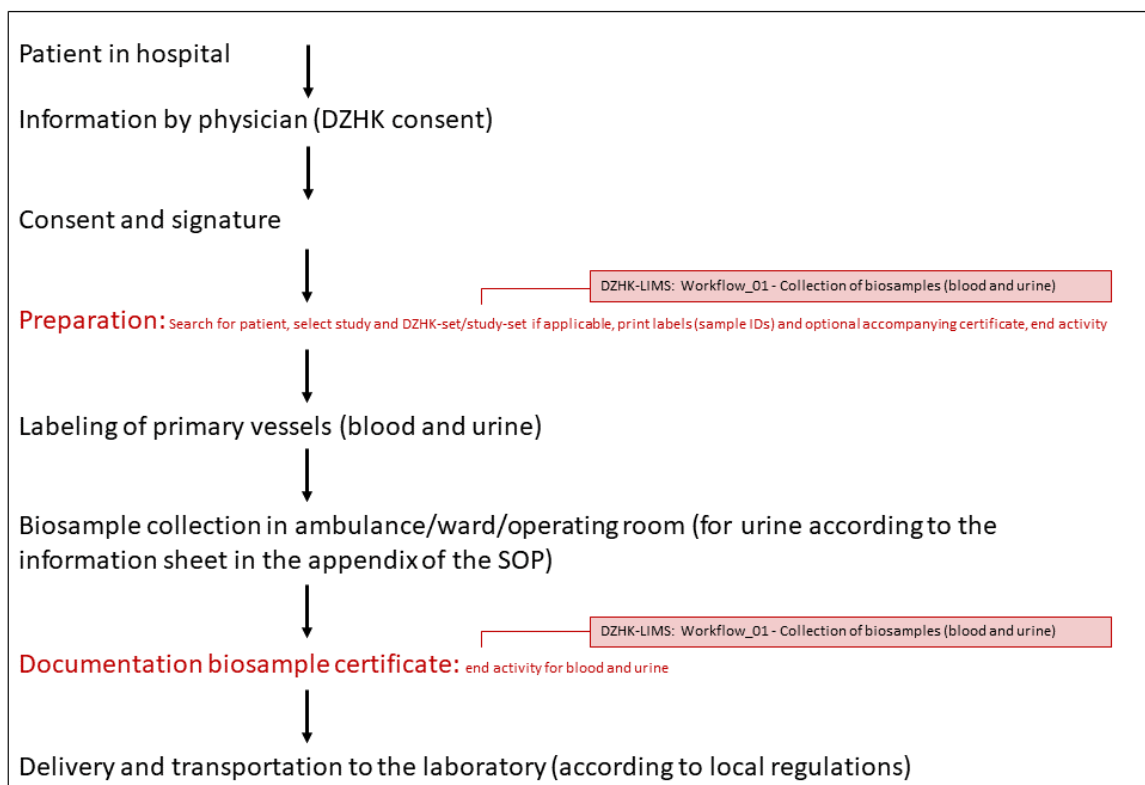 Patient in hospital
Information by physician (DZHK consent)
Consent and signature
DZHK-LIMS: Workflow_01 - Collection of biosamples (blood and urine)
Preparation: Search for patient, select study and DZHK-set/study-set if applicable, print labels (sample IDs) and optional accompanying certificate, end activity
Labeling of primary vessels (blood and urine)
Biosample collection in ambulance/ward/operating room (for urine according to the
information sheet in the appendix of the SOP)
DZHK-LIMS: Workflow_01 - Collection of biosamples (blood and urine)
Documentation biosample certificate: end activity for blood and urine
Delivery and transportation to the laboratory (according to local regulations)